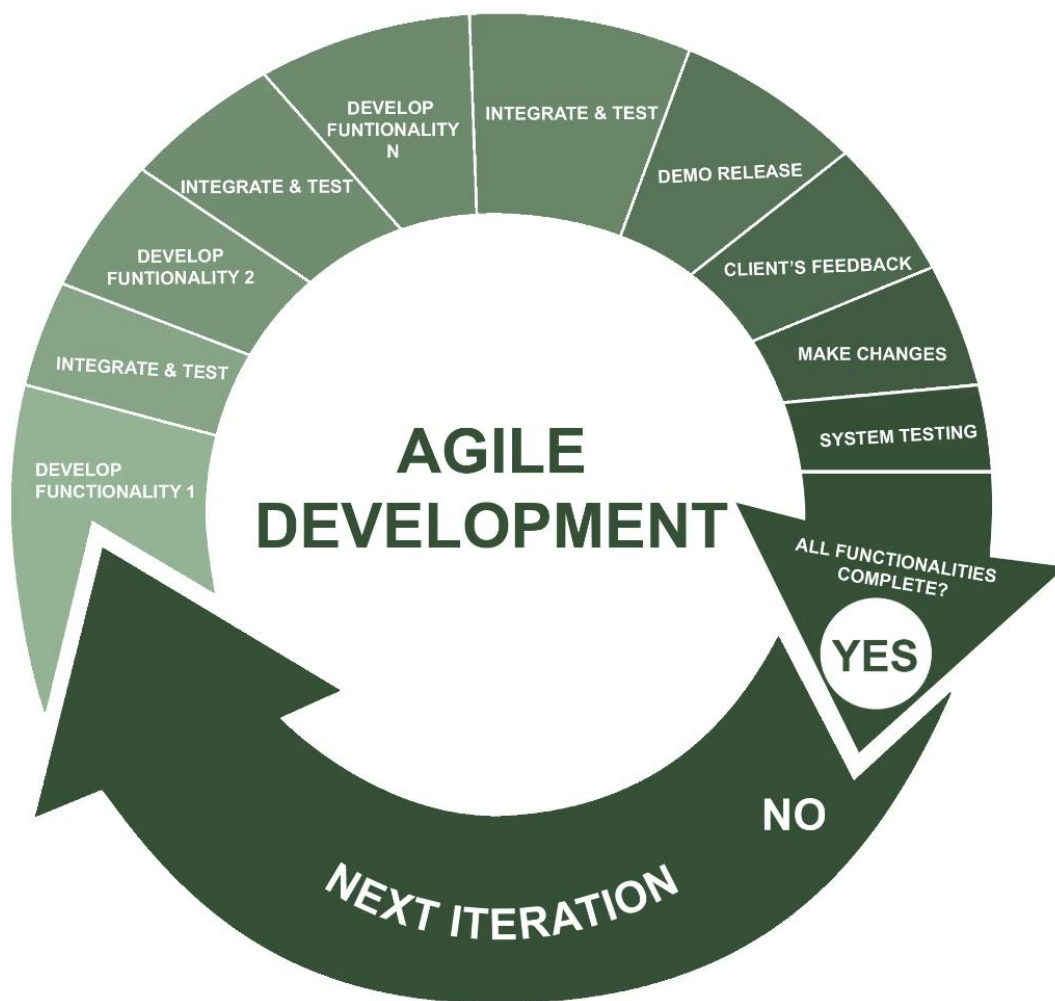 DEVELOP
FUNCTIONALITY 1
INTEGRATE & TEST
DEVELOP
FUNTIONALITY 2
INTEGRATE & TEST
DEVELOP
FUNTIONALITY
N
INTEGRATE & TEST
DEMO RELEASE
CLIENT'S FEEDBACK
MAKE CHANGES
SYSTEM TESTING
ALL FUNCTIONALITIES
COMPLETE?
YES
NO
NEXT ITERATION
AGILE
DEVELOPMENT